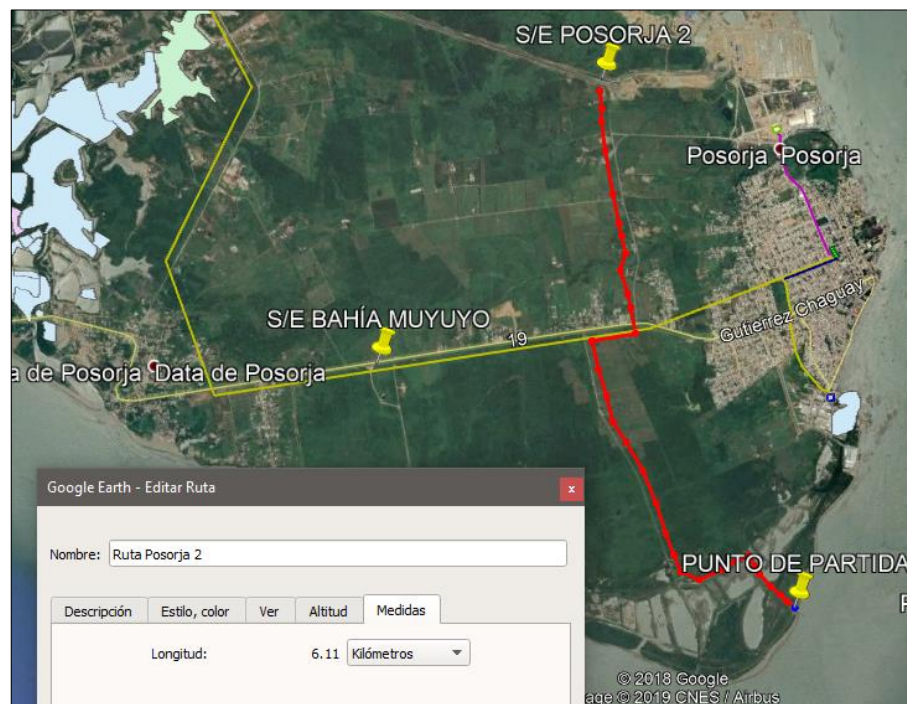 S/E POSORJA 2
Posorja Posorja
Gutierrez Chaguay
S/E BAHÍA MUYUYO
19
a de Posorja Data de Posorja
Google Earth - Editar Ruta
x
Nombre: Ruta Posorja 2
PUNTO DE PARTIDA
Descripción Estilo, color Ver Altitud Medidas
Longitud: 6.11 Kilómetros
© 2018 Google
age © 2019 CNES / Airbus